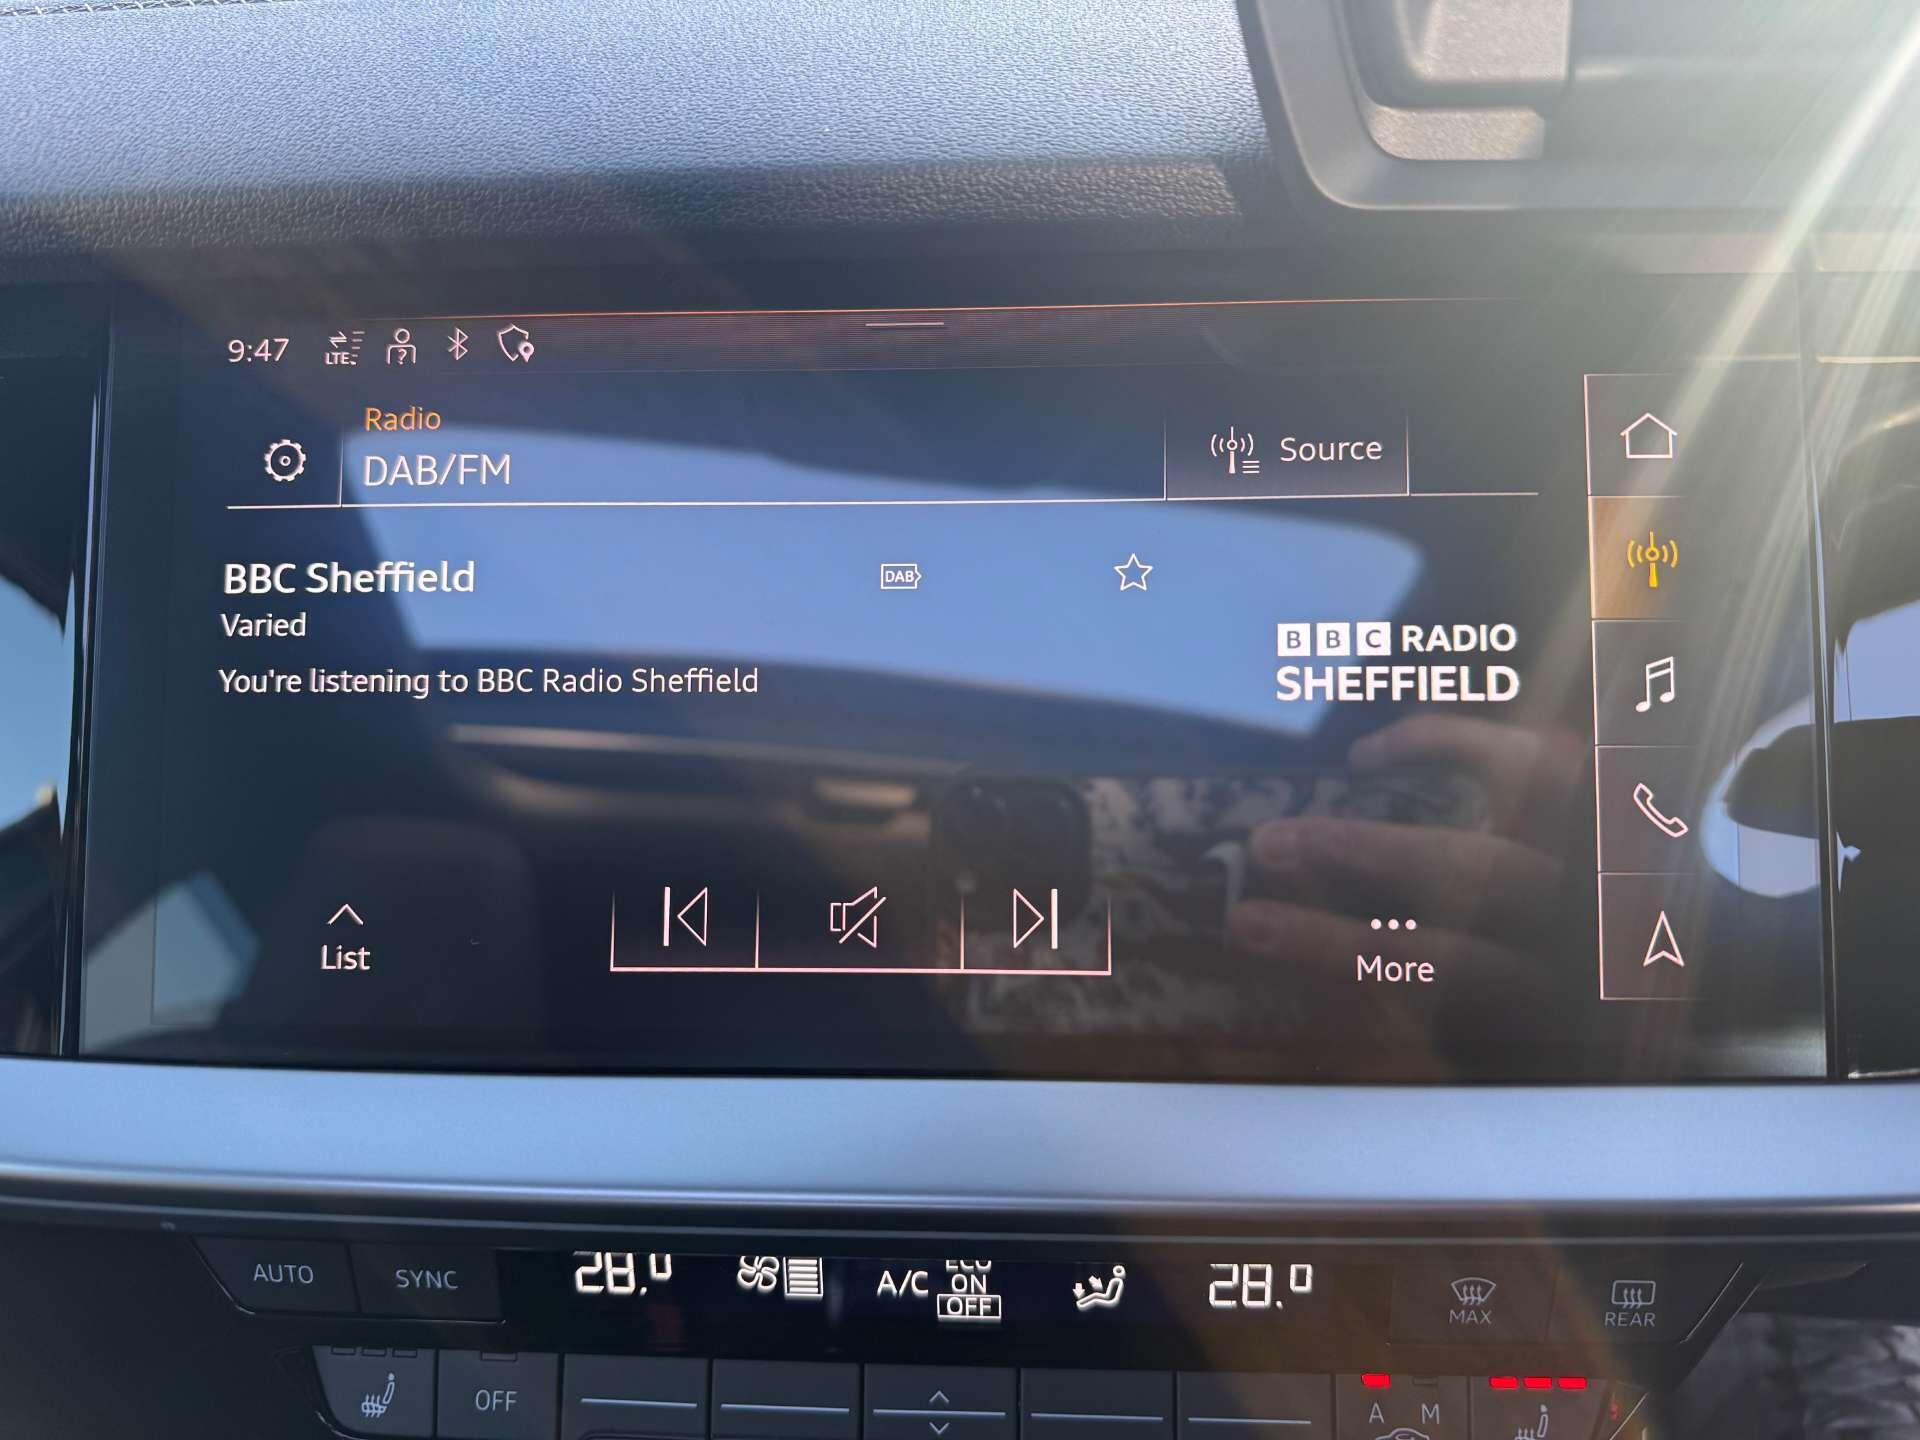 9:47
LTE
Radio
DAB/FM
Source
BBC Sheffield
DAB
Varied
You're listening to BBC Radio Sheffield
BBC RADIO
SHEFFIELD
List
More
AUTO
SYNC
28.0
A/C
ECO
ON
OFF
28.0
MAX
REAR
OFF
A
M